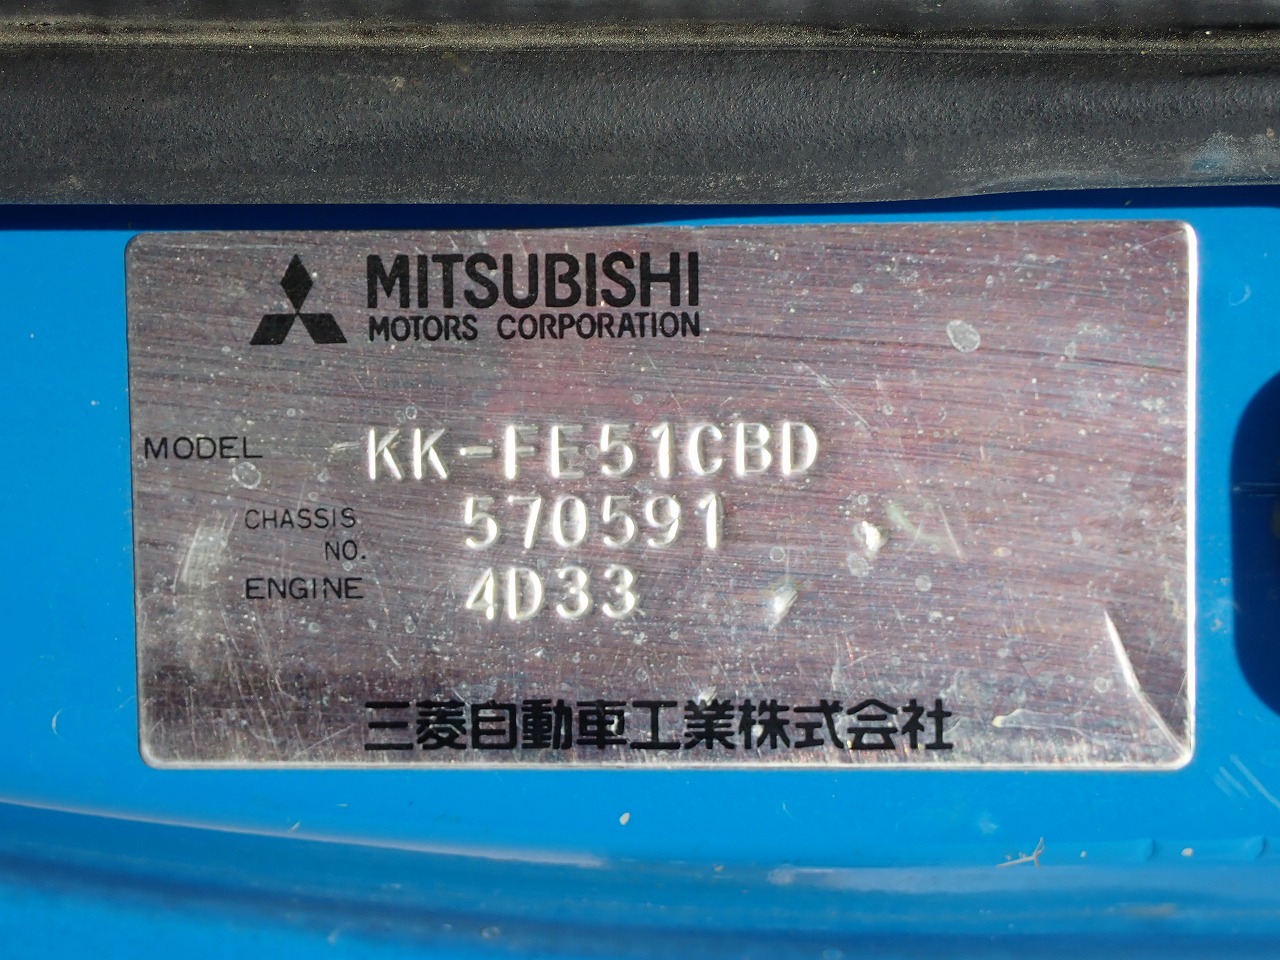 MITSUBISHI
MOTORS CORPORATION
MODEL KK-FE51CBD
CHASSIS NO. 570591
ENGINE 4D33
三菱自動車工業株式会社